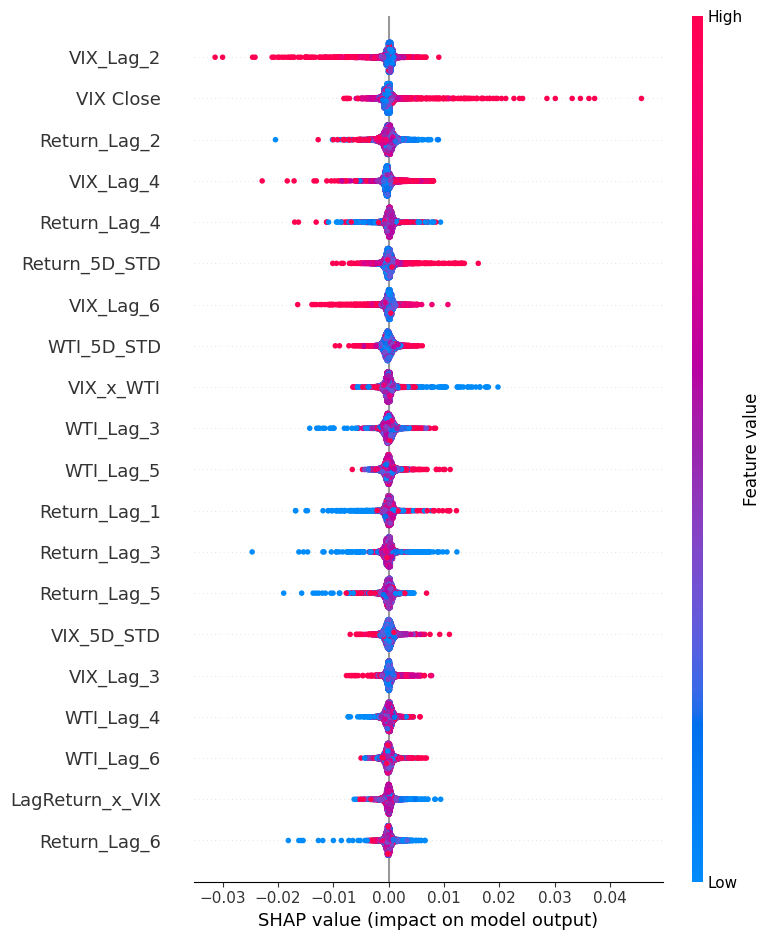 High
VIX_Lag_2
VIX Close
Return_Lag_2
VIX_Lag_4
Return_Lag_4
Return_5D_STD
VIX_Lag_6
WTI_5D_STD
VIX_x_WTI
WTI_Lag_3
WTI_Lag_5
Return_Lag_1
Return_Lag_3
Return_Lag_5
VIX_5D_STD
VIX_Lag_3
WTI_Lag_4
WTI_Lag_6
LagReturn_x_VIX
Return_Lag_6
Feature value
Low
−0.03 −0.02 −0.01 0.00 0.01 0.02 0.03 0.04
SHAP value (impact on model output)